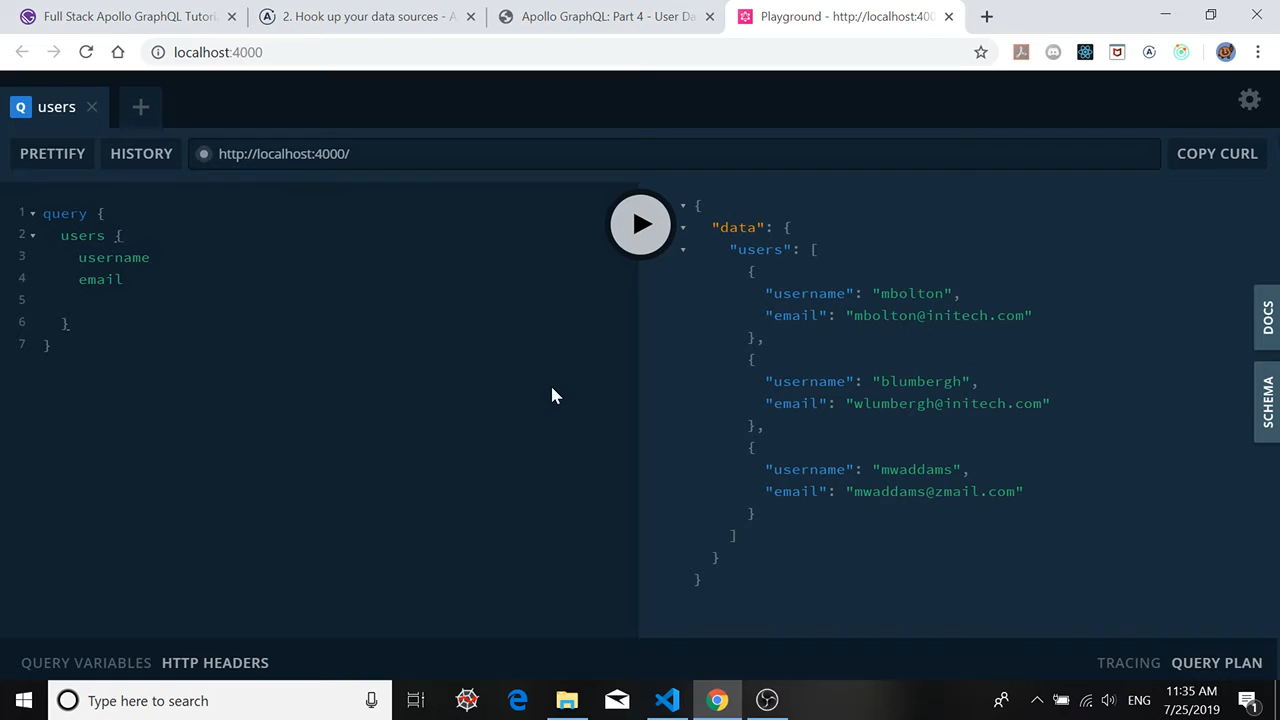 Full Stack Apollo GraphQL Tutori
2. Hook up your data sources - A
Apollo GraphQL: Part 4 - User Da
Playground - http://localhost:400
localhost:4000
Q users
PRETTIFY
HISTORY
http://localhost:4000/
COPY CURL
1 query {
2 users {
3 username
4 email
5
6 }
7 }
{
"data": {
"users": [
{
"username": "mbolton",
"email": "mbolton@initech.com"
},
{
"username": "blumbergh",
"email": "wlumbergh@initech.com"
},
{
"username": "mwaddams",
"email": "mwaddams@zmail.com"
}
]
}
}
DOCS
SCHEMA
QUERY VARIABLES HTTP HEADERS
TRACING QUERY PLAN
Type here to search
ENG
11:35 AM
7/25/2019
1